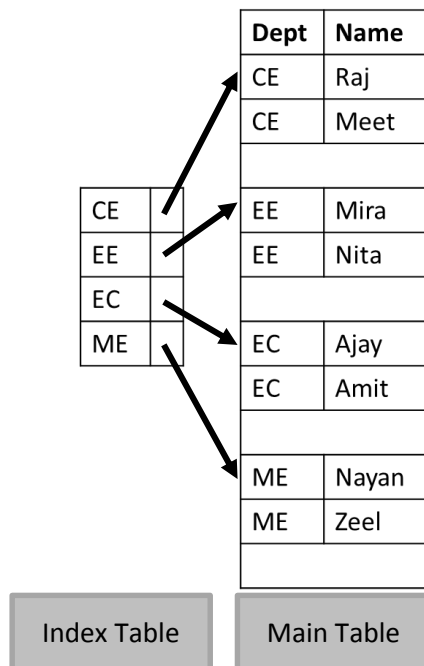 Dept Name
CE Raj
CE Meet
CE
EE Mira
EE
EE Nita
EC
ME
EC Ajay
EC Amit
ME Nayan
ME Zeel
Index Table
Main Table